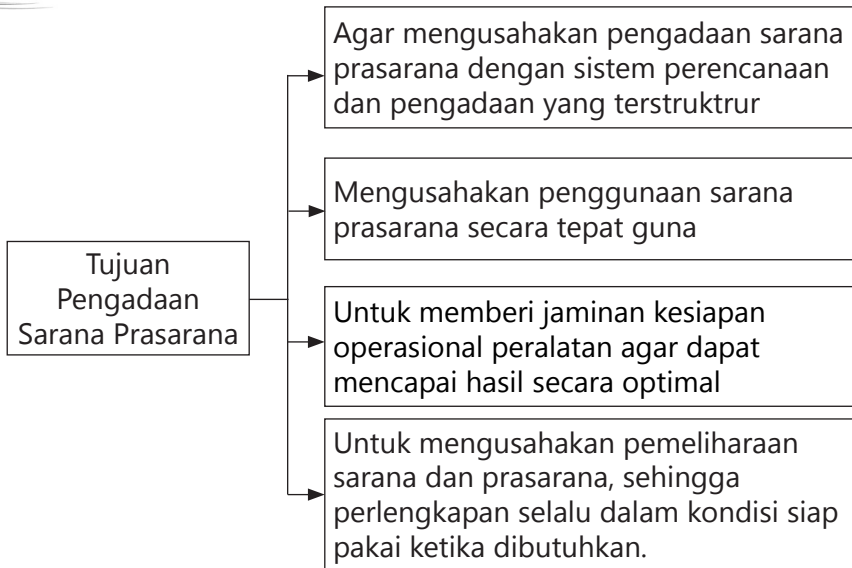 Agar mengusahakan pengadaan sarana
prasarana dengan sistem perencanaan
dan pengadaan yang terstruktrur
Mengusahakan penggunaan sarana
prasarana secara tepat guna
Tujuan
Pengadaan
Sarana Prasarana
Untuk memberi jaminan kesiapan
operasional peralatan agar dapat
mencapai hasil secara optimal
Untuk mengusahakan pemeliharaan
sarana dan prasarana, sehingga
perlengkapan selalu dalam kondisi siap
pakai ketika dibutuhkan.